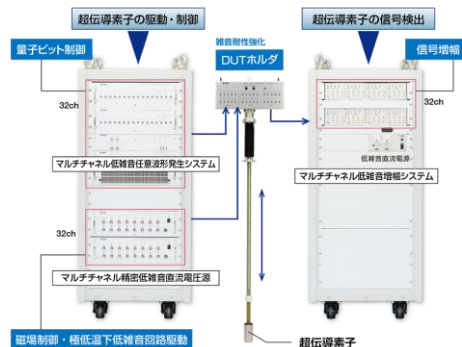 超伝導素子の駆動・制御
超伝導素子の信号検出
量子ビット制御
雑音耐性強化
DUTホルダ
信号増幅
32ch
32ch
マルチチャネル低雑音任意波形発生システム
低雑音直流電源
マルチチャネル低雑音増幅システム
32ch
マルチチャネル精密低雑音直流電圧源
磁場制御・極低温下低雑音回路駆動
超伝導素子